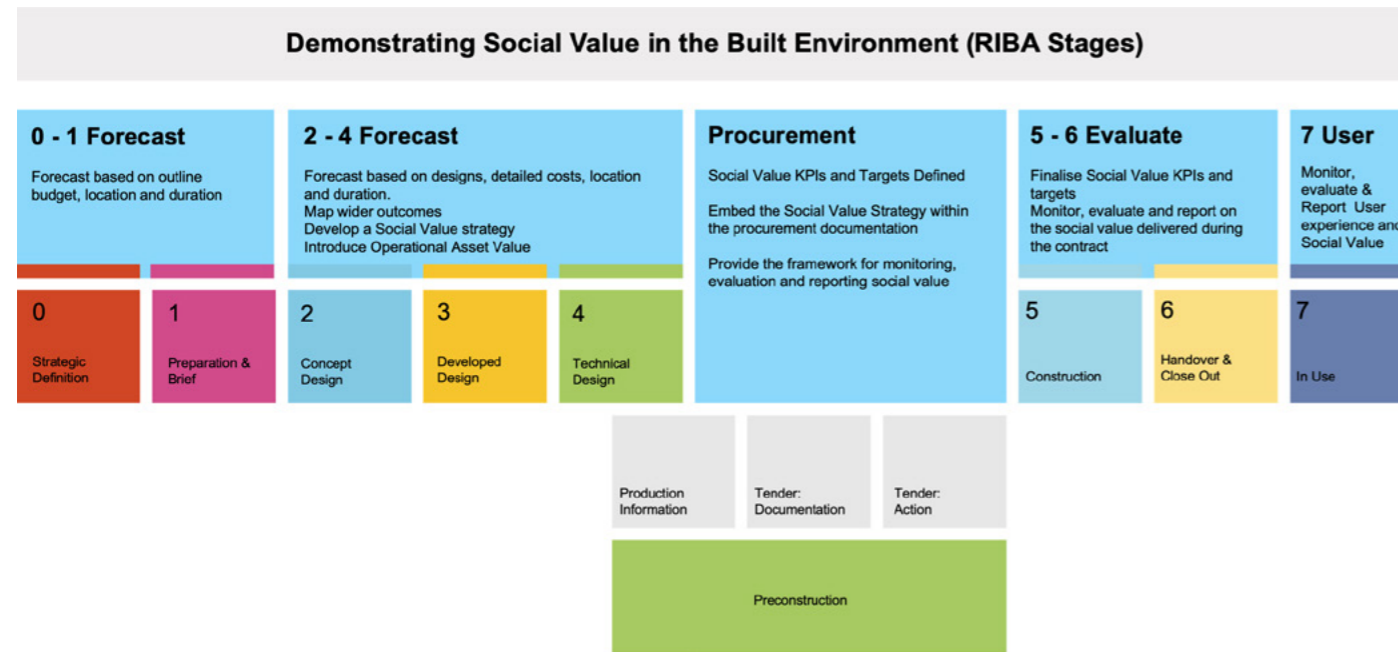 Demonstrating Social Value in the Built Environment (RIBA Stages)
0 - 1 Forecast
Forecast based on outline
budget, location and duration
2 - 4 Forecast
Forecast based on designs, detailed costs, location
and duration.
Map wider outcomes
Develop a Social Value strategy
Introduce Operational Asset Value
Procurement
Social Value KPIs and Targets Defined
Embed the Social Value Strategy within
the procurement documentation
Provide the framework for monitoring,
evaluation and reporting social value
5 - 6 Evaluate
Finalise Social Value KPIs and
targets
Monitor, evaluate and report on
the social value delivered during
the contract
7 User
Monitor,
evaluate &
Report User
experience and
Social Value
0
Strategic
Definition
1
Preparation &
Brief
2
Concept
Design
3
Developed
Design
4
Technical
Design
5
Construction
6
Handover &
Close Out
7
In Use
Production
Information
Tender:
Documentation
Tender:
Action
Preconstruction